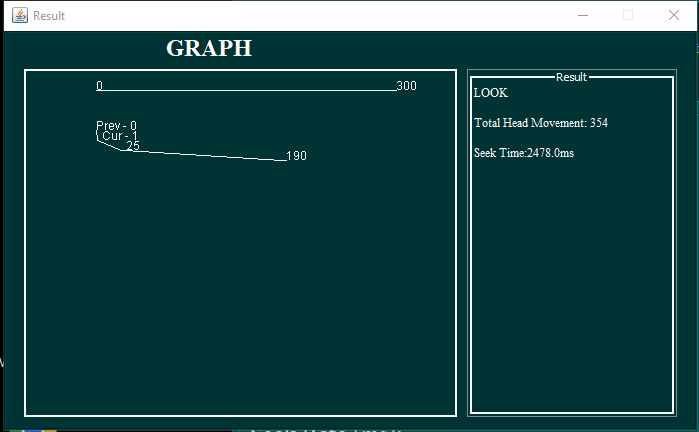 Result
GRAPH
0 300
Prev - 0
Cur - 1
25
190
Result
LOOK
Total Head Movement: 354
Seek Time:2478.0ms